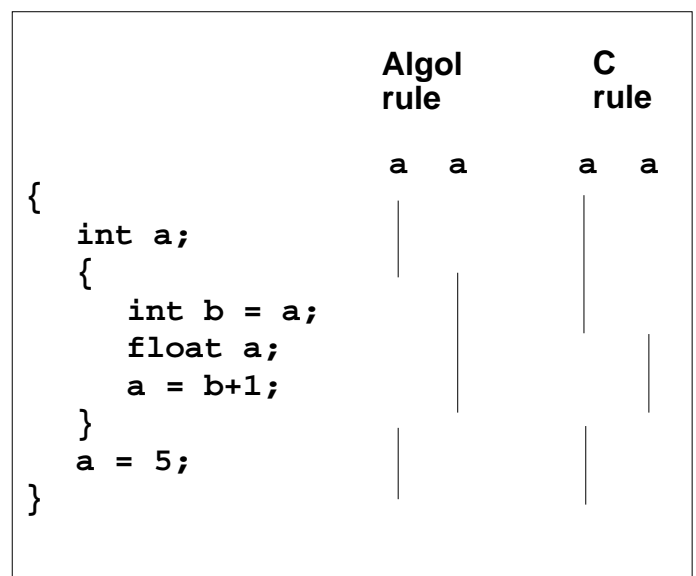 Algol C
rule rule
a a a a
{
int a;
{
int b = a;
float a;
a = b+1;
}
a = 5;
}